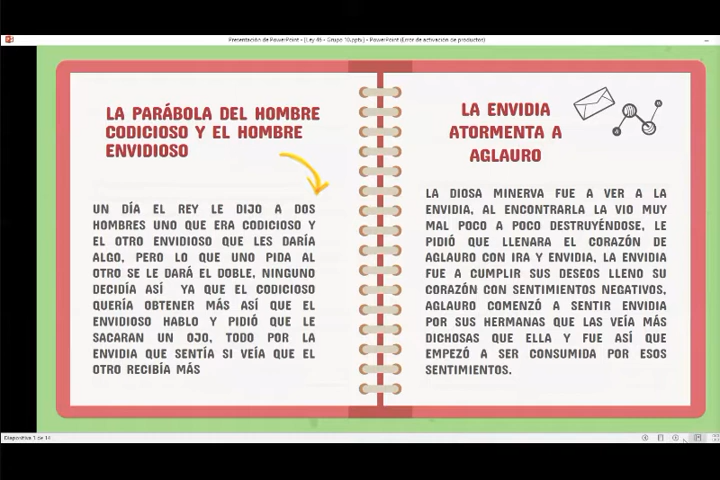 Presentación de PowerPoint - [Ley 46 - Grupo 10.pptx] - PowerPoint (Error de activación de productos)
LA PARÁBOLA DEL HOMBRE
CODICIOSO Y EL HOMBRE
ENVIDIOSO
UN DÍA EL REY LE DIJO A DOS
HOMBRES UNO QUE ERA CODICIOSO Y
EL OTRO ENVIDIOSO QUE LES DARÍA
ALGO, PERO LO QUE UNO PIDA AL
OTRO SE LE DARÁ EL DOBLE, NINGUNO
DECIDÍA ASÍ YA QUE EL CODICIOSO
QUERÍA OBTENER MÁS ASÍ QUE EL
ENVIDIOSO HABLO Y PIDIÓ QUE LE
SACARAN UN OJO, TODO POR LA
ENVIDIA QUE SENTÍA SI VEÍA QUE EL
OTRO RECIBÍA MÁS
LA ENVIDIA
ATORMENTA A
AGLAURO
LA DIOSA MINERVA FUE A VER A LA
ENVIDIA, AL ENCONTRARLA LA VIO MUY
MAL POCO A POCO DESTRUYÉNDOSE, LE
PIDIÓ QUE LLENARA EL CORAZÓN DE
AGLAURO CON IRA Y ENVIDIA, LA ENVIDIA
FUE A CUMPLIR SUS DESEOS LLENO SU
CORAZÓN CON SENTIMIENTOS NEGATIVOS,
AGLAURO COMENZÓ A SENTIR ENVIDIA
POR SUS HERMANAS QUE LAS VEÍA MÁS
DICHOSAS QUE ELLA Y FUE ASÍ QUE
EMPEZÓ A SER CONSUMIDA POR ESOS
SENTIMIENTOS.